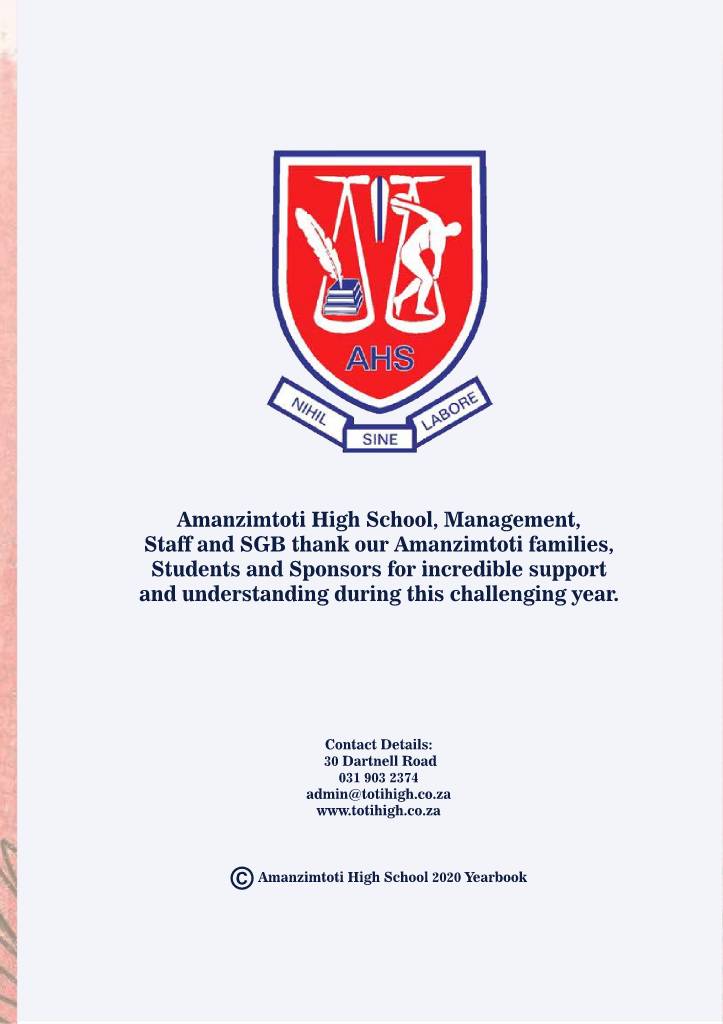 AHS
NIHIL
SINE
LABORE
Amanzimtoti High School, Management,
Staff and SGB thank our Amanzimtoti families,
Students and Sponsors for incredible support
and understanding during this challenging year.
Contact Details:
30 Dartnell Road
031 903 2374
admin@totihigh.co.za
www.totihigh.co.za
© Amanzimtoti High School 2020 Yearbook